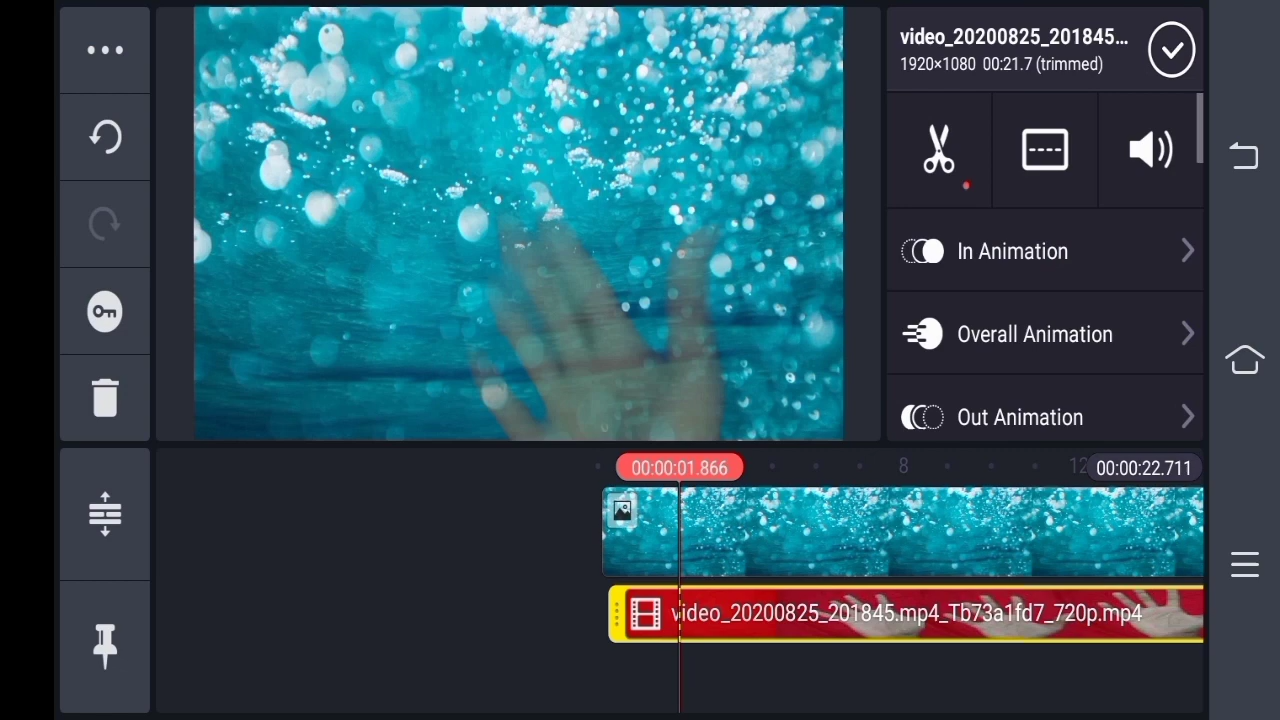 video_20200825_201845...
1920×1080 00:21.7 (trimmed)
In Animation
Overall Animation
Out Animation
00:00:01.866
8
12
00:00:22.711
video_20200825_201845.mp4_Tb73a1fd7_720p.mp4